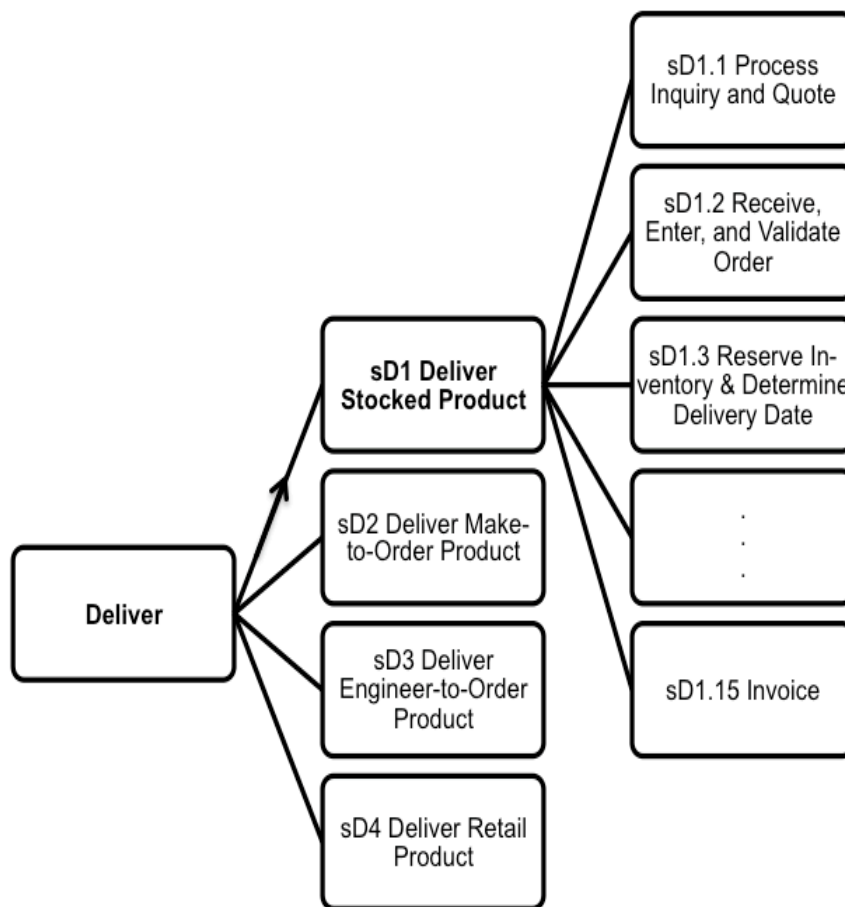 Deliver
sD1 Deliver
Stocked Product
sD2 Deliver Make-
to-Order Product
sD3 Deliver
Engineer-to-Order
Product
sD4 Deliver Retail
Product
sD1.1 Process
Inquiry and Quote
sD1.2 Receive,
Enter, and Validate
Order
sD1.3 Reserve In-
ventory & Determine
Delivery Date
.
.
.
sD1.15 Invoice